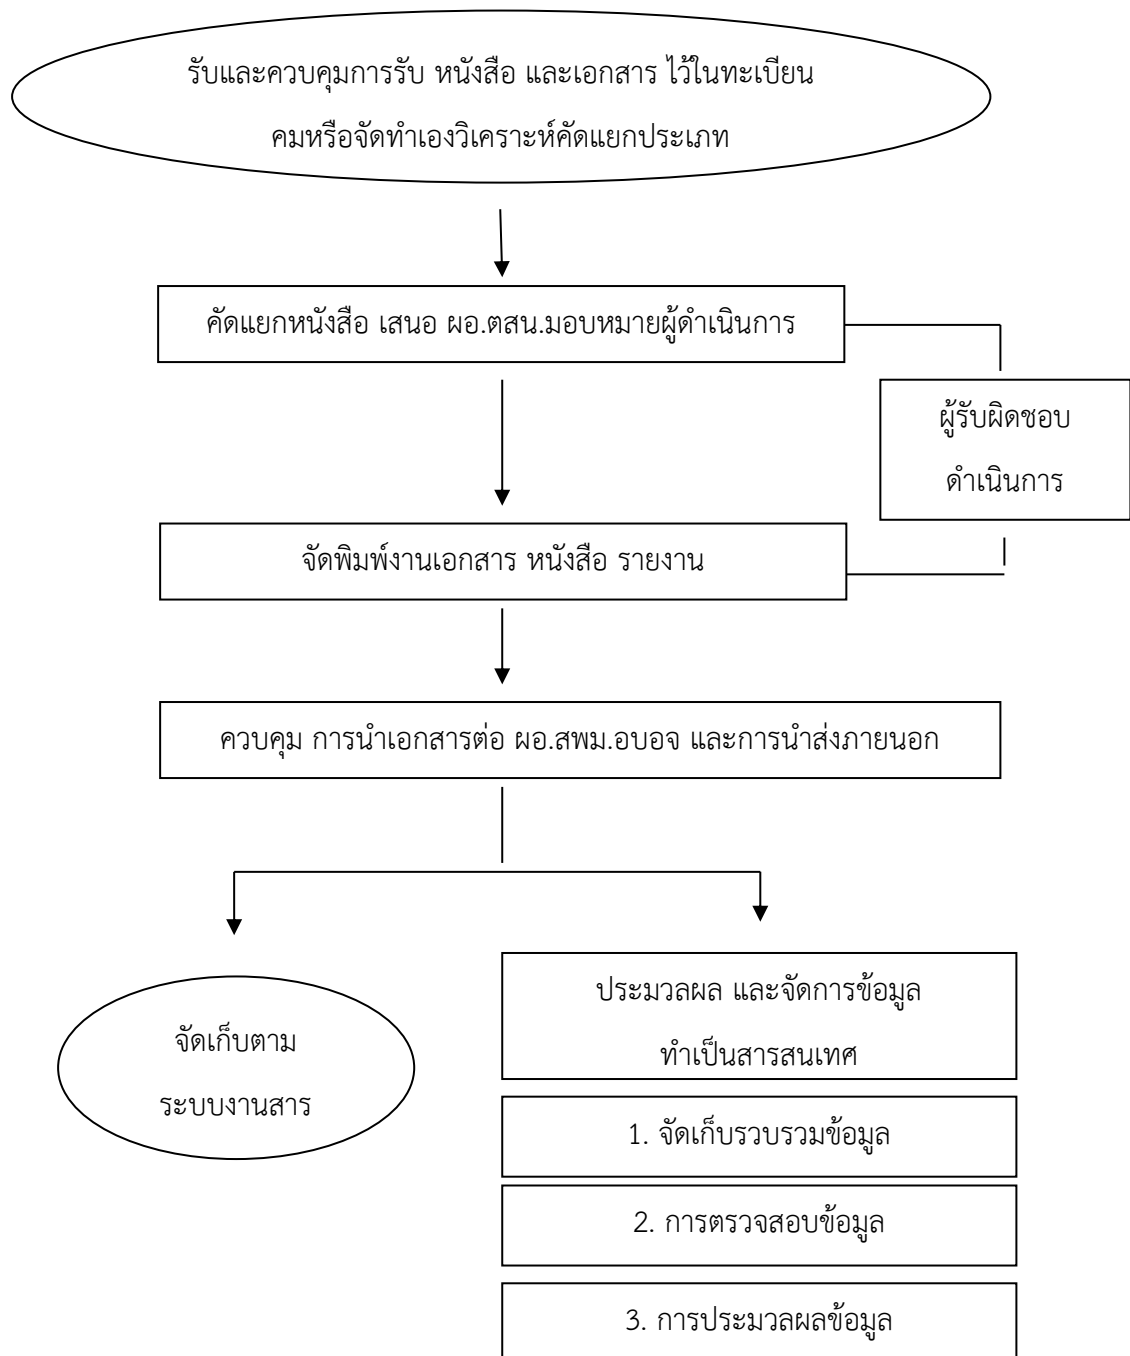 รับและควบคุมการรับ หนังสือ และเอกสาร ไว้ในทะเบียน
คมหรือจัดทำเองวิเคราะห์คัดแยกประเภท
คัดแยกหนังสือ เสนอ ผอ.ตสน.มอบหมายผู้ดำเนินการ
ผู้รับผิดชอบ
ดำเนินการ
จัดพิมพ์งานเอกสาร หนังสือ รายงาน
ควบคุม การนำเอกสารต่อ ผอ.สพม.อบอจ และการนำส่งภายนอก
จัดเก็บตาม
ระบบงานสาร
ประมวลผล และจัดการข้อมูล
ทำเป็นสารสนเทศ
1. จัดเก็บรวบรวมข้อมูล
2. การตรวจสอบข้อมูล
3. การประมวลผลข้อมูล